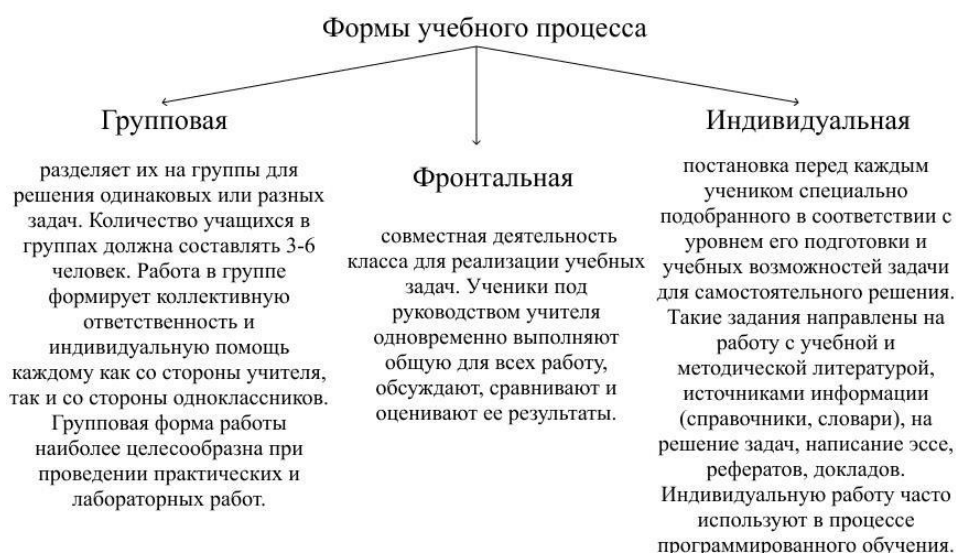 Формы учебного процесса
Групповая
разделяет их на группы для
решения одинаковых или разных
задач. Количество учащихся в
группах должна составлять 3-6
человек. Работа в группе
формирует коллективную
ответственность и
индивидуальную помощь
каждому как со стороны учителя,
так и со стороны одноклассников.
Групповая форма работы
наиболее целесообразна при
проведении практических и
лабораторных работ.
Фронтальная
совместная деятельность
класса для реализации учебных
задач. Ученики под
руководством учителя
одновременно выполняют
общую для всех работу,
обсуждают, сравнивают и
оценивают ее результаты.
Индивидуальная
постановка перед каждым
учеником специально
подобранного в соответствии с
уровнем его подготовки и
учебных возможностей задачи
для самостоятельного решения.
Такие задания направлены на
работу с учебной и
методической литературой,
источниками информации
(справочники, словари), на
решение задач, написание эссе,
рефератов, докладов.
Индивидуальную работу часто
используют в процессе
программированного обучения.